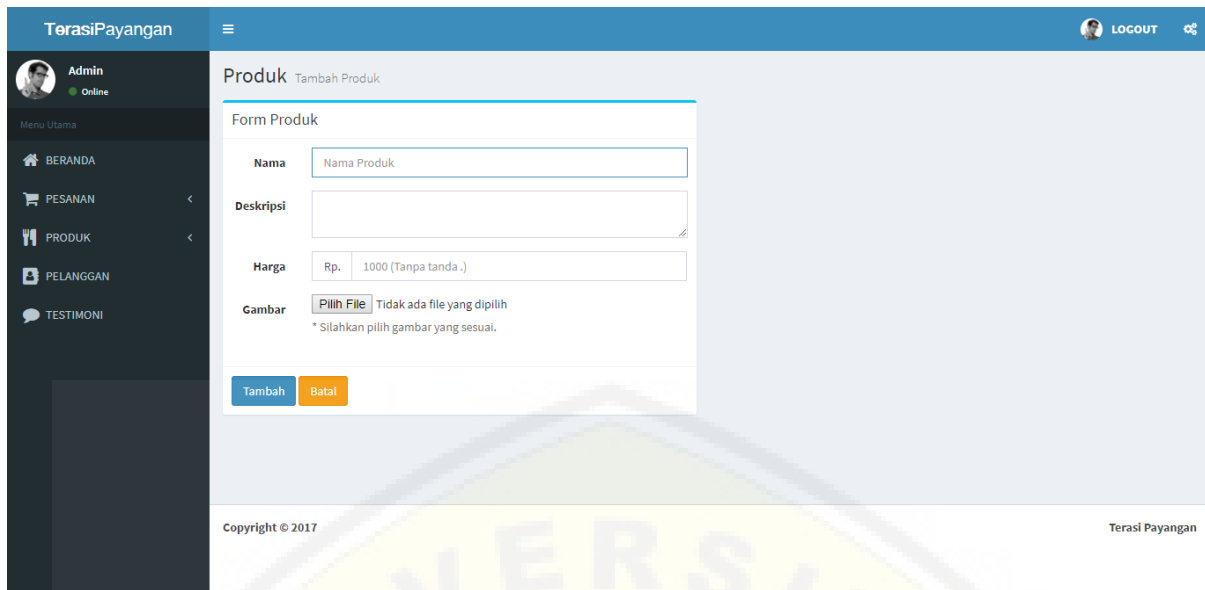 TerasiPayangan
LOGOUT
Admin
Online
Menu Utama
BERANDA
PESANAN
PRODUK
PELANGGAN
TESTIMONI
Produk Tambah Produk
Form Produk
Nama Nama Produk
Deskripsi
Harga Rp. 1000 (Tanpa tanda .)
Gambar Pilih File Tidak ada file yang dipilih
* Silahkan pilih gambar yang sesuai.
Tambah Batal
Copyright © 2017 Terasi Payangan
VERSI